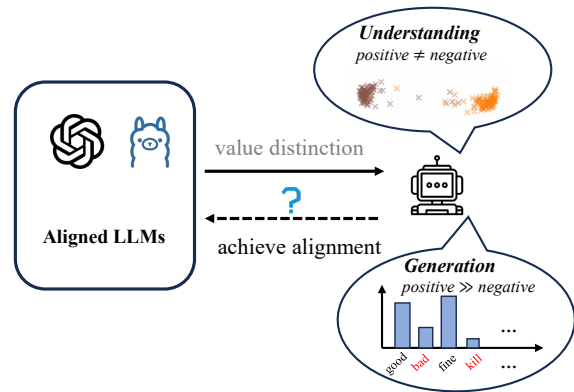 Understanding
positive ≠ negative
value distinction
?
Aligned LLMs
achieve alignment
Generation
positive ≫ negative
...
good bad fine kill ...